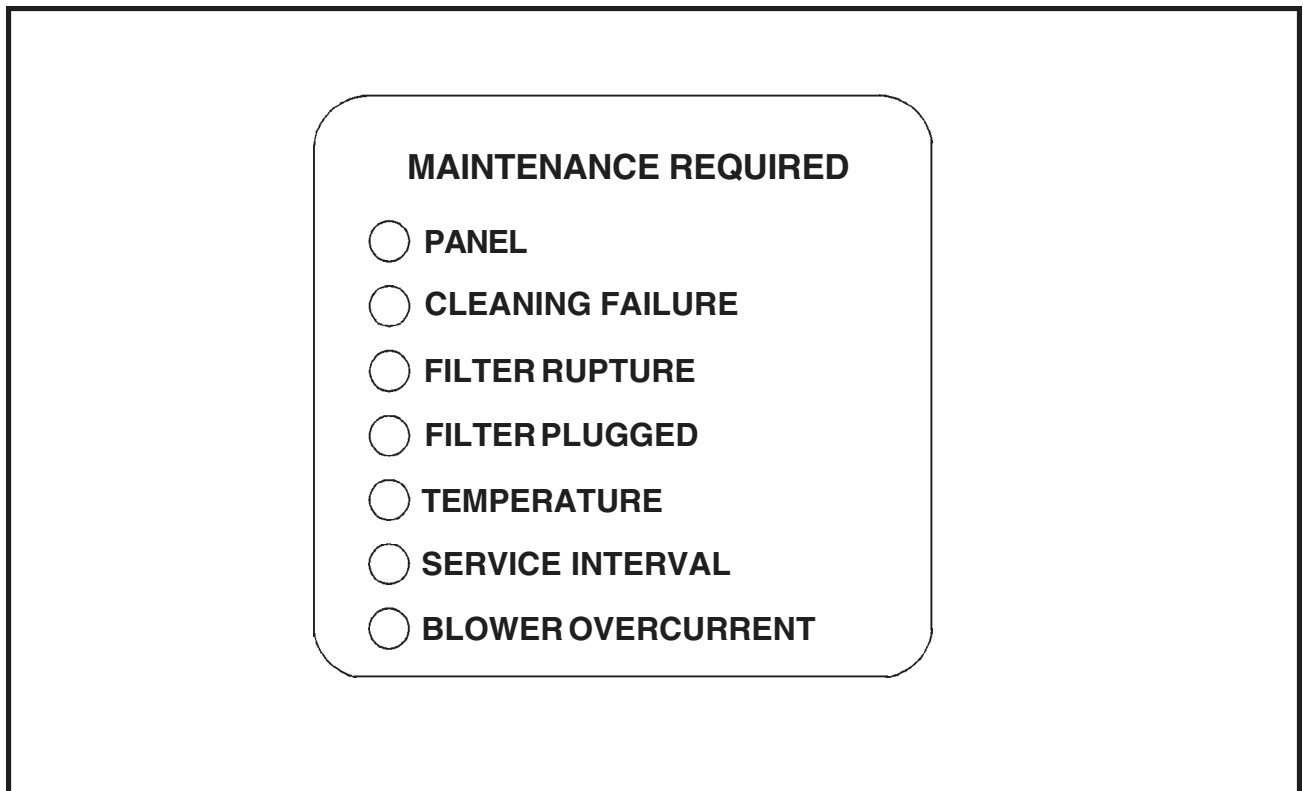 MAINTENANCE REQUIRED
PANEL
CLEANING FAILURE
FILTER RUPTURE
FILTER PLUGGED
TEMPERATURE
SERVICE INTERVAL
BLOWER OVERCURRENT